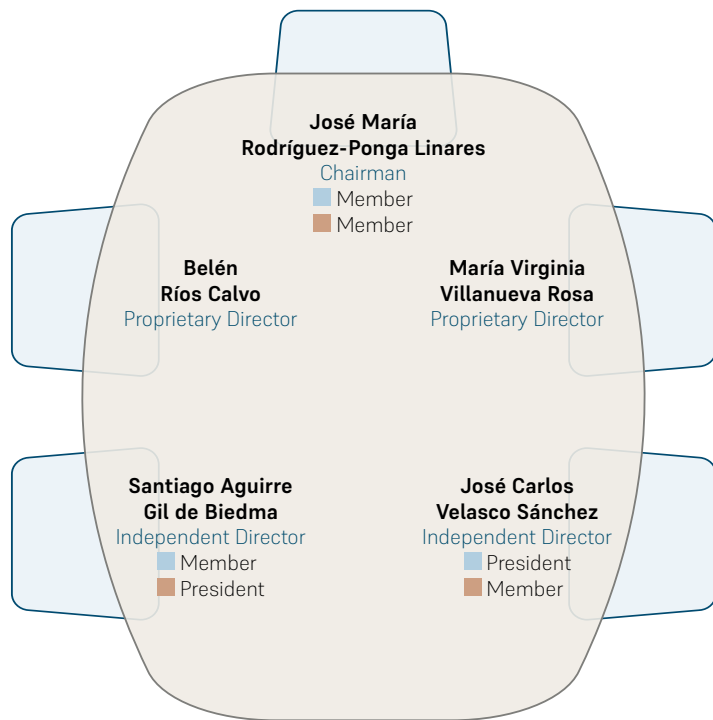 José María
Rodríguez-Ponga Linares
Chairman
Member
Member
Belén
Ríos Calvo
Proprietary Director
María Virginia
Villanueva Rosa
Proprietary Director
Santiago Aguirre
Gil de Biedma
Independent Director
Member
President
José Carlos
Velasco Sánchez
Independent Director
President
Member